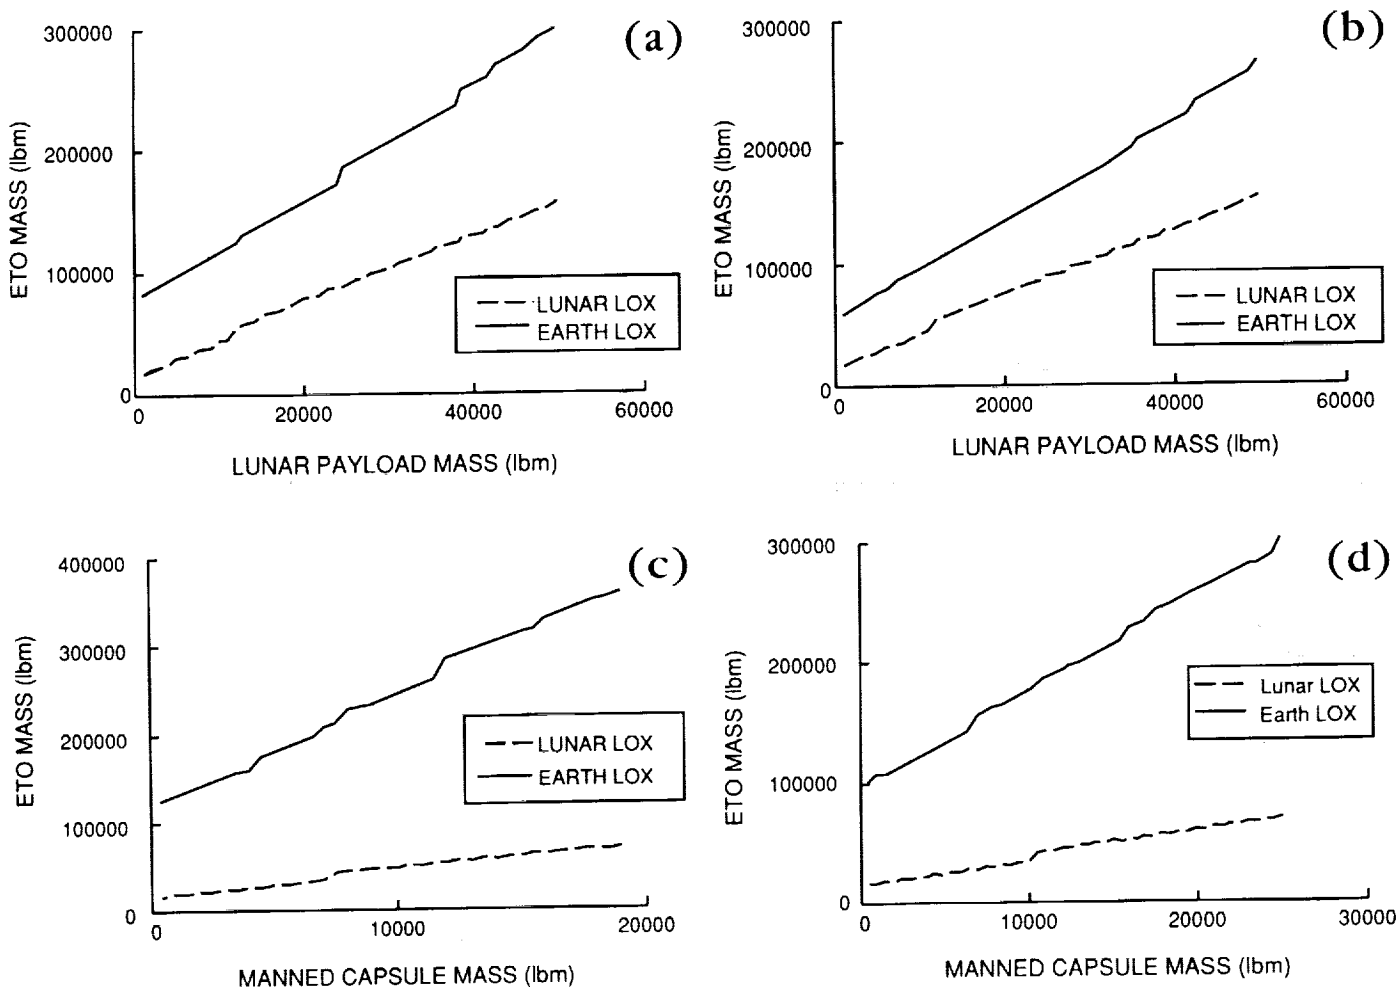 (a)
300000
200000
100000
0
ETO MASS (lbm)
LUNAR LOX
EARTH LOX
0
20000
40000
60000
LUNAR PAYLOAD MASS (lbm)
(b)
300000
200000
100000
0
ETO MASS (lbm)
LUNAR LOX
EARTH LOX
0
20000
40000
60000
LUNAR PAYLOAD MASS (lbm)
(c)
400000
300000
200000
100000
0
ETO MASS (lbm)
LUNAR LOX
EARTH LOX
0
10000
20000
MANNED CAPSULE MASS (lbm)
(d)
300000
200000
100000
0
ETO MASS (lbm)
Lunar LOX
Earth LOX
0
10000
20000
30000
MANNED CAPSULE MASS (lbm)